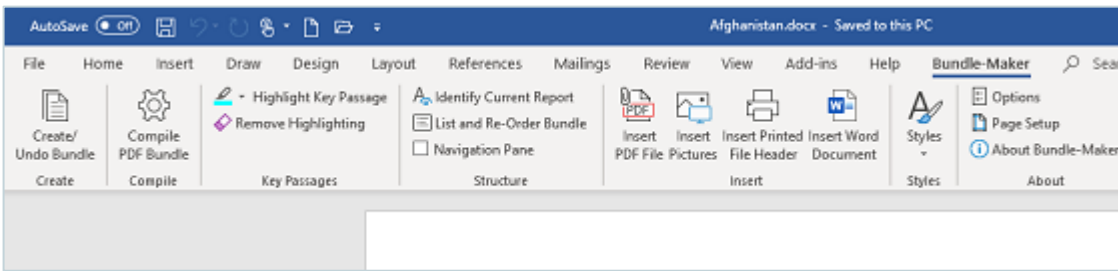 AutoSave Off Afghanistan.docx - Saved to this PC
File Home Insert Draw Design Layout References Mailings Review View Add-ins Help Bundle-Maker Sear
Create/
Undo Bundle
Create
Compile
PDF Bundle
Compile
Highlight Key Passage
Remove Highlighting
Key Passages
Identify Current Report
List and Re-Order Bundle
Navigation Pane
Structure
PDF
Insert
PDF File
Insert
Pictures
Insert Printed
File Header
Insert Word
Document
Insert
Styles
Styles
Options
Page Setup
About Bundle-Maker
About